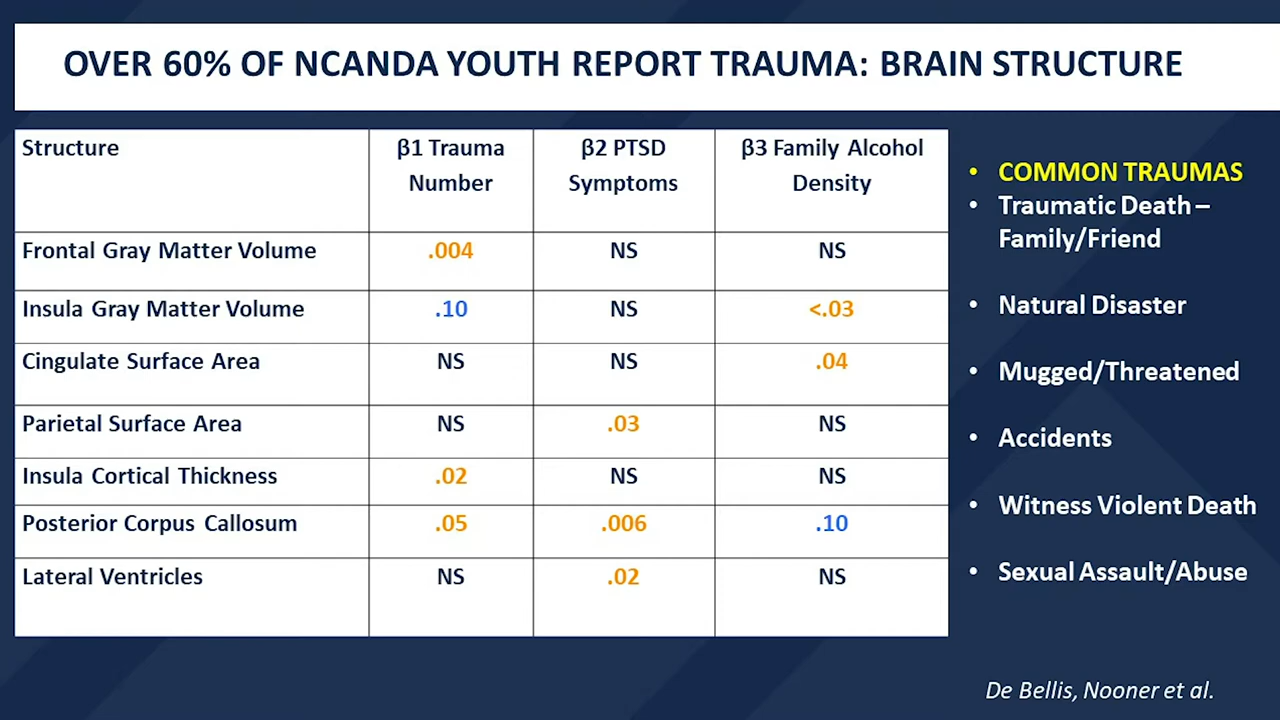 OVER 60% OF NCANDA YOUTH REPORT TRAUMA: BRAIN STRUCTURE
Structure β1 Trauma Number β2 PTSD Symptoms β3 Family Alcohol Density
Frontal Gray Matter Volume .004 NS NS
Insula Gray Matter Volume .10 NS <.03
Cingulate Surface Area NS NS .04
Parietal Surface Area NS .03 NS
Insula Cortical Thickness .02 NS NS
Posterior Corpus Callosum .05 .006 .10
Lateral Ventricles NS .02 NS
• COMMON TRAUMAS
• Traumatic Death –
Family/Friend
• Natural Disaster
• Mugged/Threatened
• Accidents
• Witness Violent Death
• Sexual Assault/Abuse
De Bellis, Nooner et al.